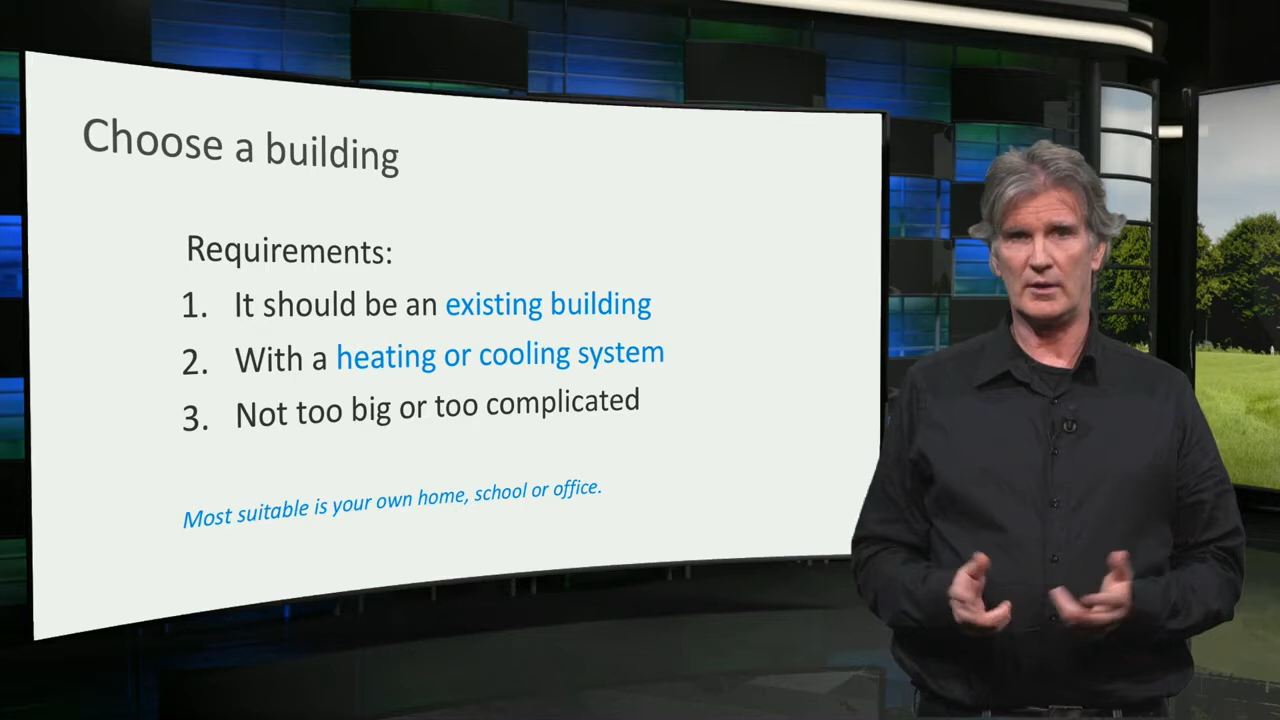 Choose a building
Requirements:
1. It should be an existing building
2. With a heating or cooling system
3. Not too big or too complicated
Most suitable is your own home, school or office.